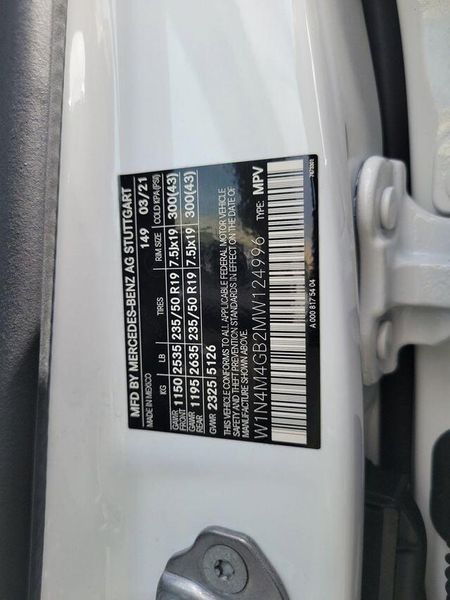 MFD BY MERCEDES-BENZ AG STUTTGART
MADE IN MEXICO 149 03/21
KG LB TIRES RIM SIZE COLD KPA/(PSI)
GAWR FRONT 1150 2535 235/50 R19 7.5Jx19 300(43)
GAWR REAR 1195 2635 235/50 R19 7.5Jx19 300(43)
GVWR 2325 5126
THIS VEHICLE CONFORMS TO ALL APPLICABLE FEDERAL MOTOR VEHICLE
SAFETY AND THEFT PREVENTION STANDARDS IN EFFECT ON THE DATE OF
MANUFACTURE SHOWN ABOVE. TYPE: MPV
W1N4M4GB2MW124996
A 000 817 54 04